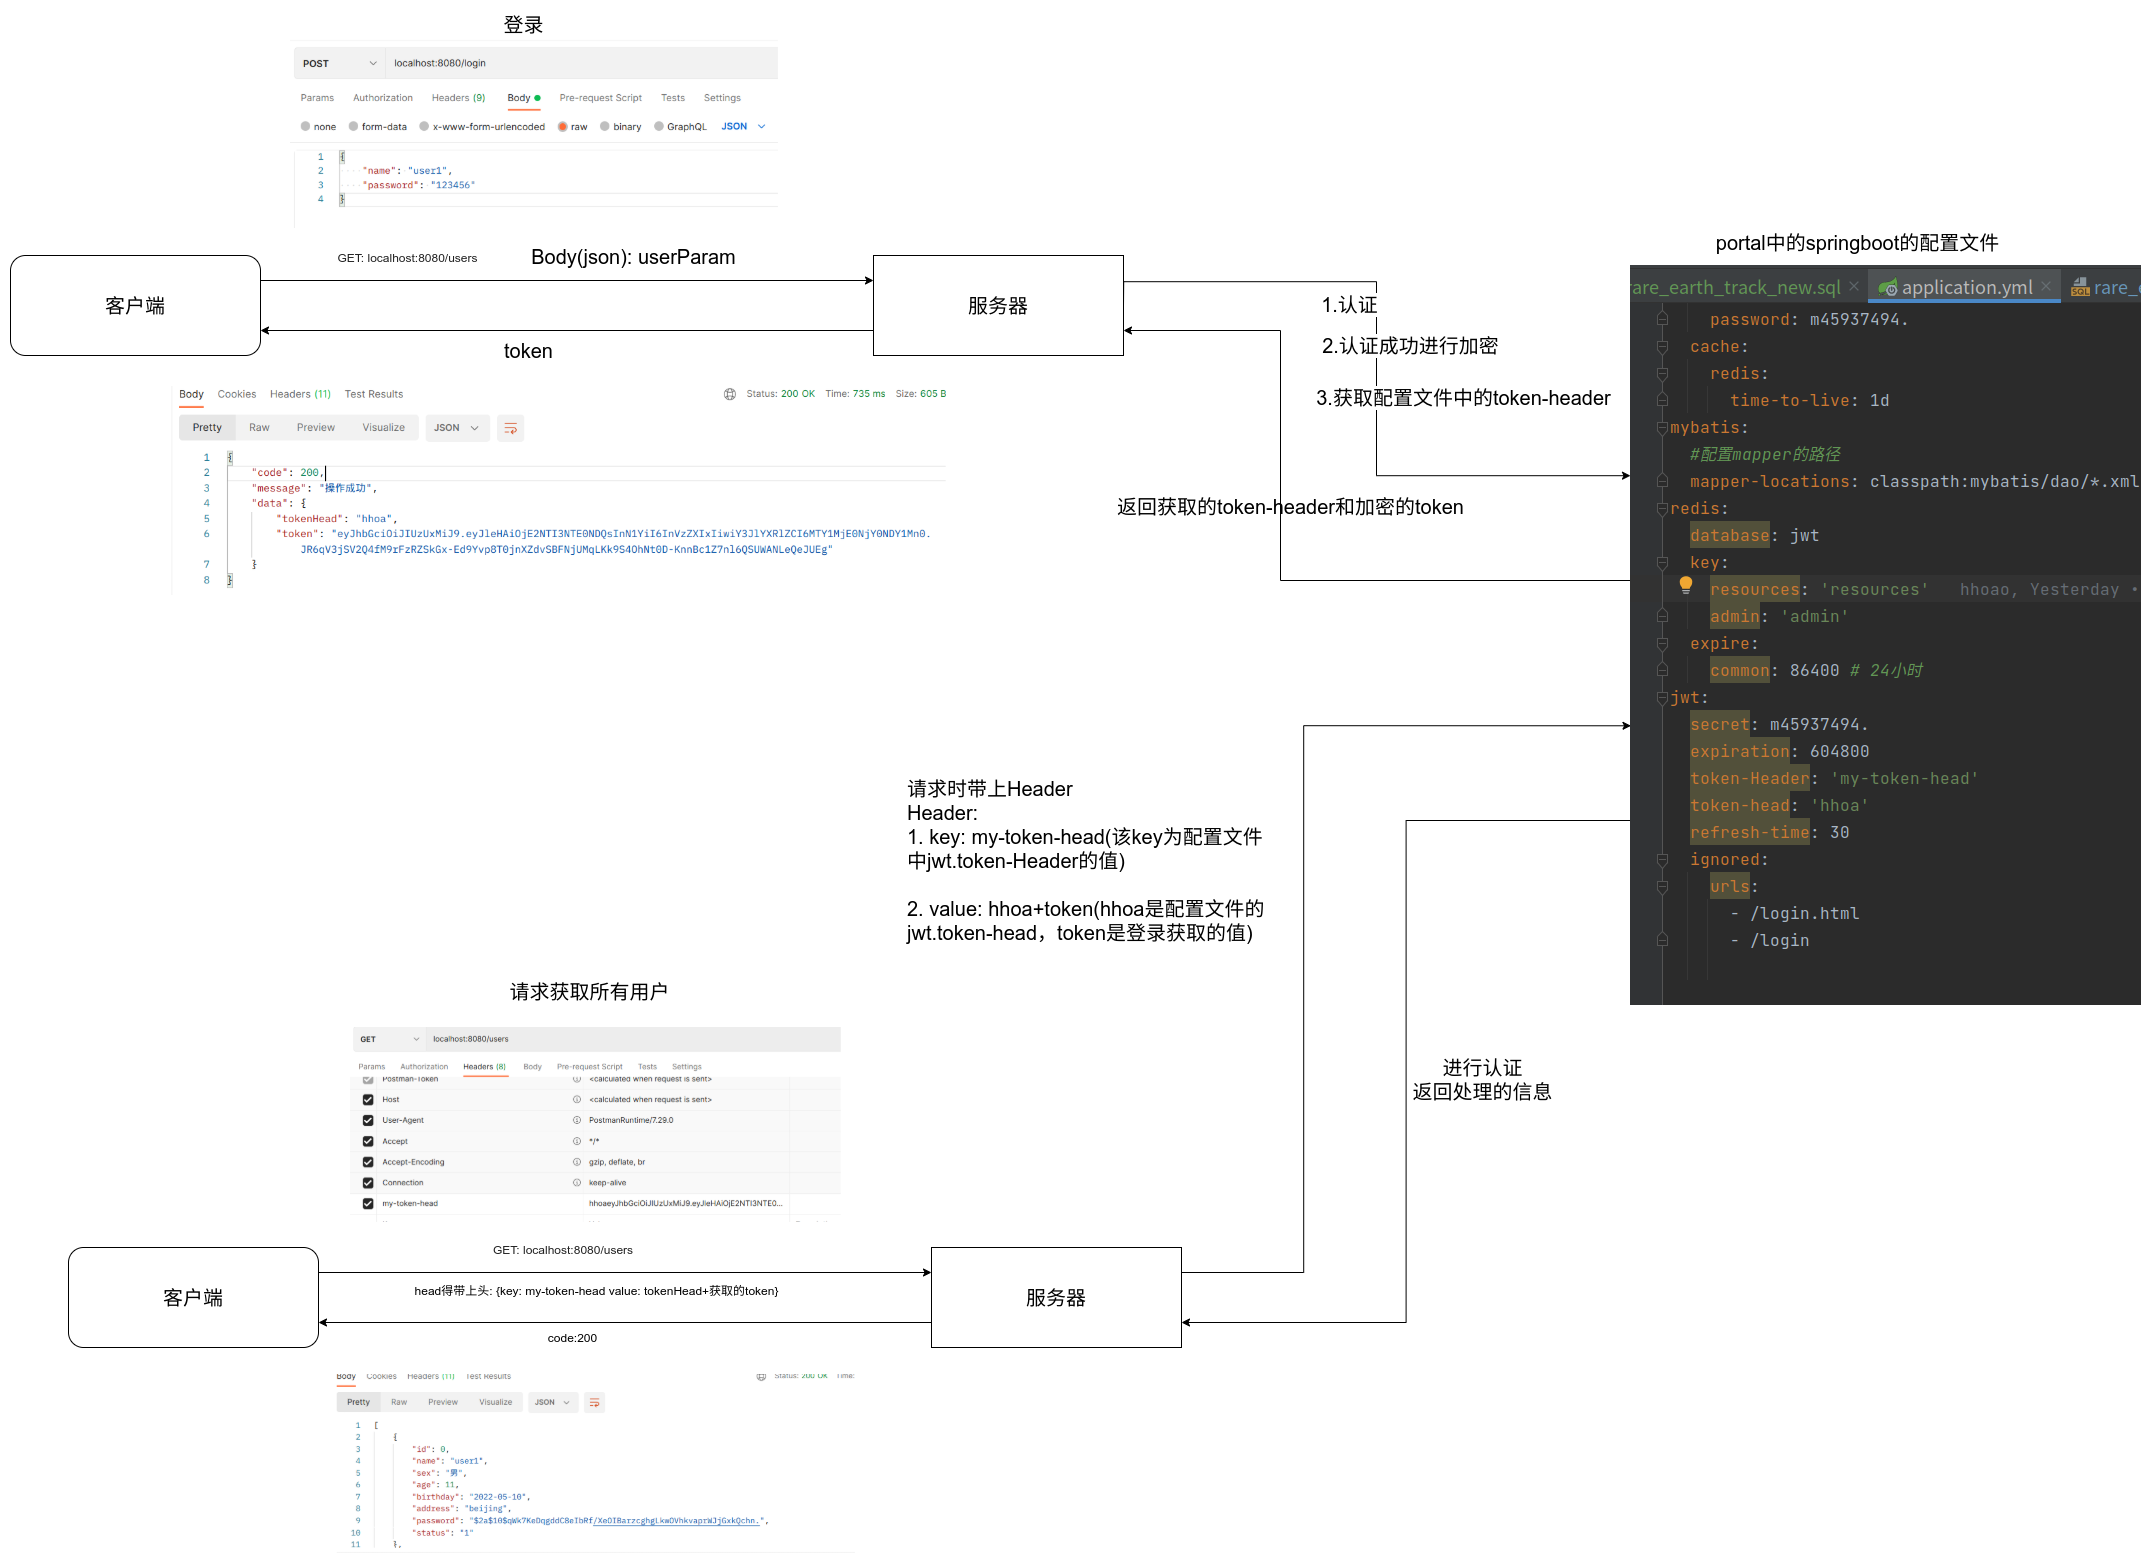 登录
POST
localhost:8080/login
Params Authorization Headers (9) Body Pre-request Script Tests Settings
none form-data x-www-form-urlencoded raw binary GraphQL JSON
1 {
2 "name": "user1",
3 "password": "123456"
4 }
GET: localhost:8080/users
Body(json): userParam
客户端
服务器
token
1.认证
2.认证成功进行加密
3.获取配置文件中的token-header
返回获取的token-header和加密的token
Body Cookies Headers (11) Test Results Status: 200 OK Time: 735 ms Size: 605 B
Pretty Raw Preview Visualize JSON
1 {
2 "code": 200,
3 "message": "操作成功",
4 "data": {
5 "tokenHead": "hhoa",
6 "token":
7 }
8 }
portal中的springboot的配置文件
rare_earth_track_new.sql application.yml rare_
password: m45937494.
cache:
redis:
time-to-live: 1d
mybatis:
#配置mapper的路径
mapper-locations: classpath:mybatis/dao/*.xml
redis:
database: jwt
key:
resources: 'resources' hhoao, Yesterday •
admin: 'admin'
expire:
common: 86400 # 24小时
jwt:
secret: m45937494.
expiration: 604800
token-Header: 'my-token-head'
token-head: 'hhoa'
refresh-time: 30
ignored:
urls:
- /login.html
- /login
请求时带上Header
Header:
1. key: my-token-head(该key为配置文件
中jwt.token-Header的值)
2. value: hhoa+token(hhoa是配置文件的
jwt.token-head，token是登录获取的值)
请求获取所有用户
GET
localhost:8080/users
Params Authorization Headers (8) Body Pre-request Script Tests Settings
Postman-Token <calculated when request is sent>
Host <calculated when request is sent>
User-Agent PostmanRuntime/7.29.0
Accept */*
Accept-Encoding gzip, deflate, br
Connection keep-alive
my-token-head hhoaeyJhbGciOiJIUzUxMiJ9.eyJleHAiOjE2NTI3NTE0...
GET: localhost:8080/users
客户端
服务器
head得带上头: {key: my-token-head value: tokenHead+获取的token}
code:200
进行认证
返回处理的信息
Body Cookies Headers (11) Test Results Status: 200 OK Time:
Pretty Raw Preview Visualize JSON
1 [
2 {
3 "id": 0,
4 "name": "user1",
5 "sex": "男",
6 "age": 11,
7 "birthday": "2022-05-10",
8 "address": "beijing",
9 "password":
10 "status": "1"
11 },